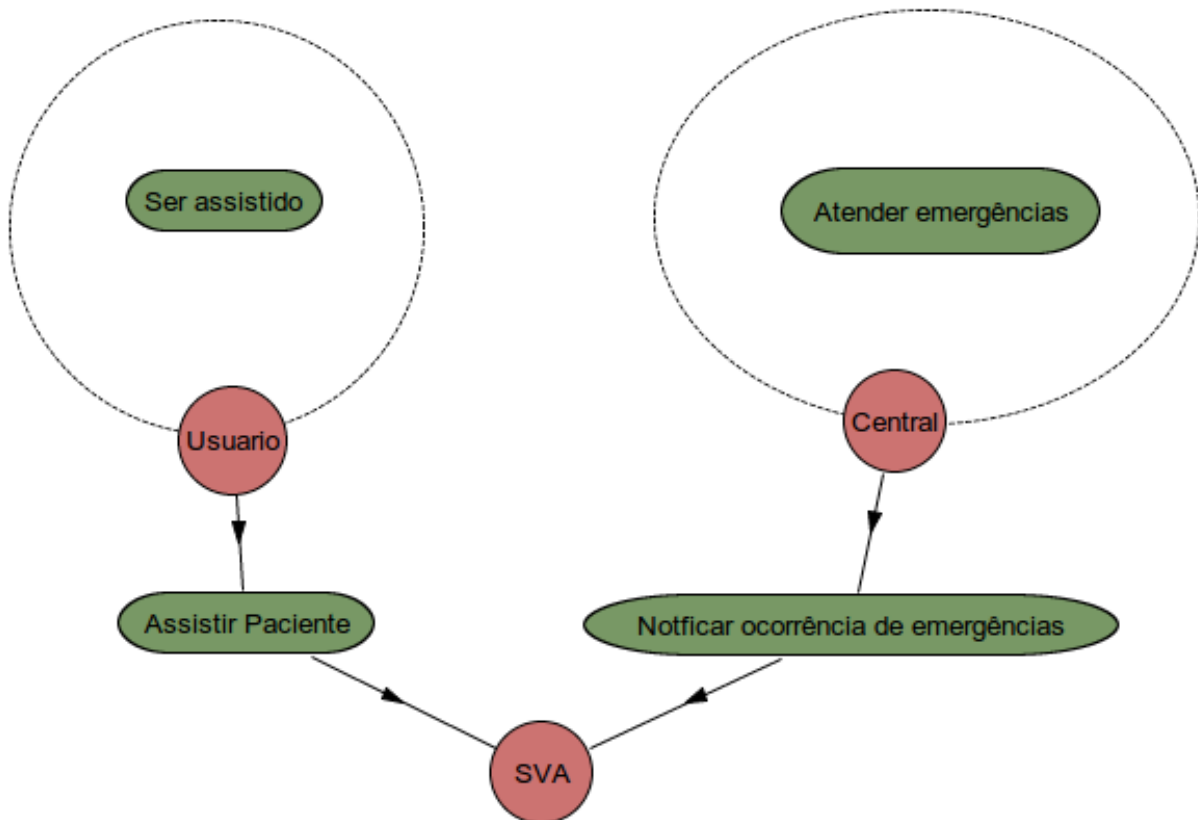 Ser assistido
Atender emergências
Usuario
Central
Assistir Paciente
Notficar ocorrência de emergências
SVA